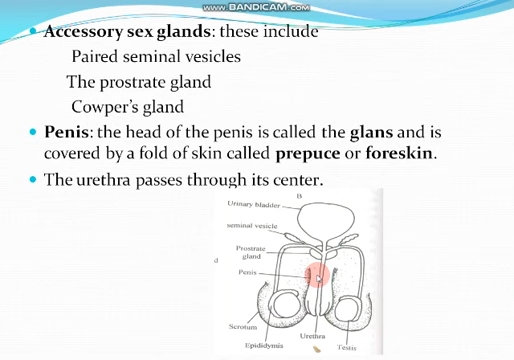 www.BANDICAM.com
Accessory sex glands: these include
Paired seminal vesicles
The prostrate gland
Cowper's gland
Penis: the head of the penis is called the glans and is
covered by a fold of skin called prepuce or foreskin.
The urethra passes through its center.
B
Urinary bladder
seminal vesicle
Prostrate
gland
d
Penis
Scrotum
Urethra
Epididymis
Testis